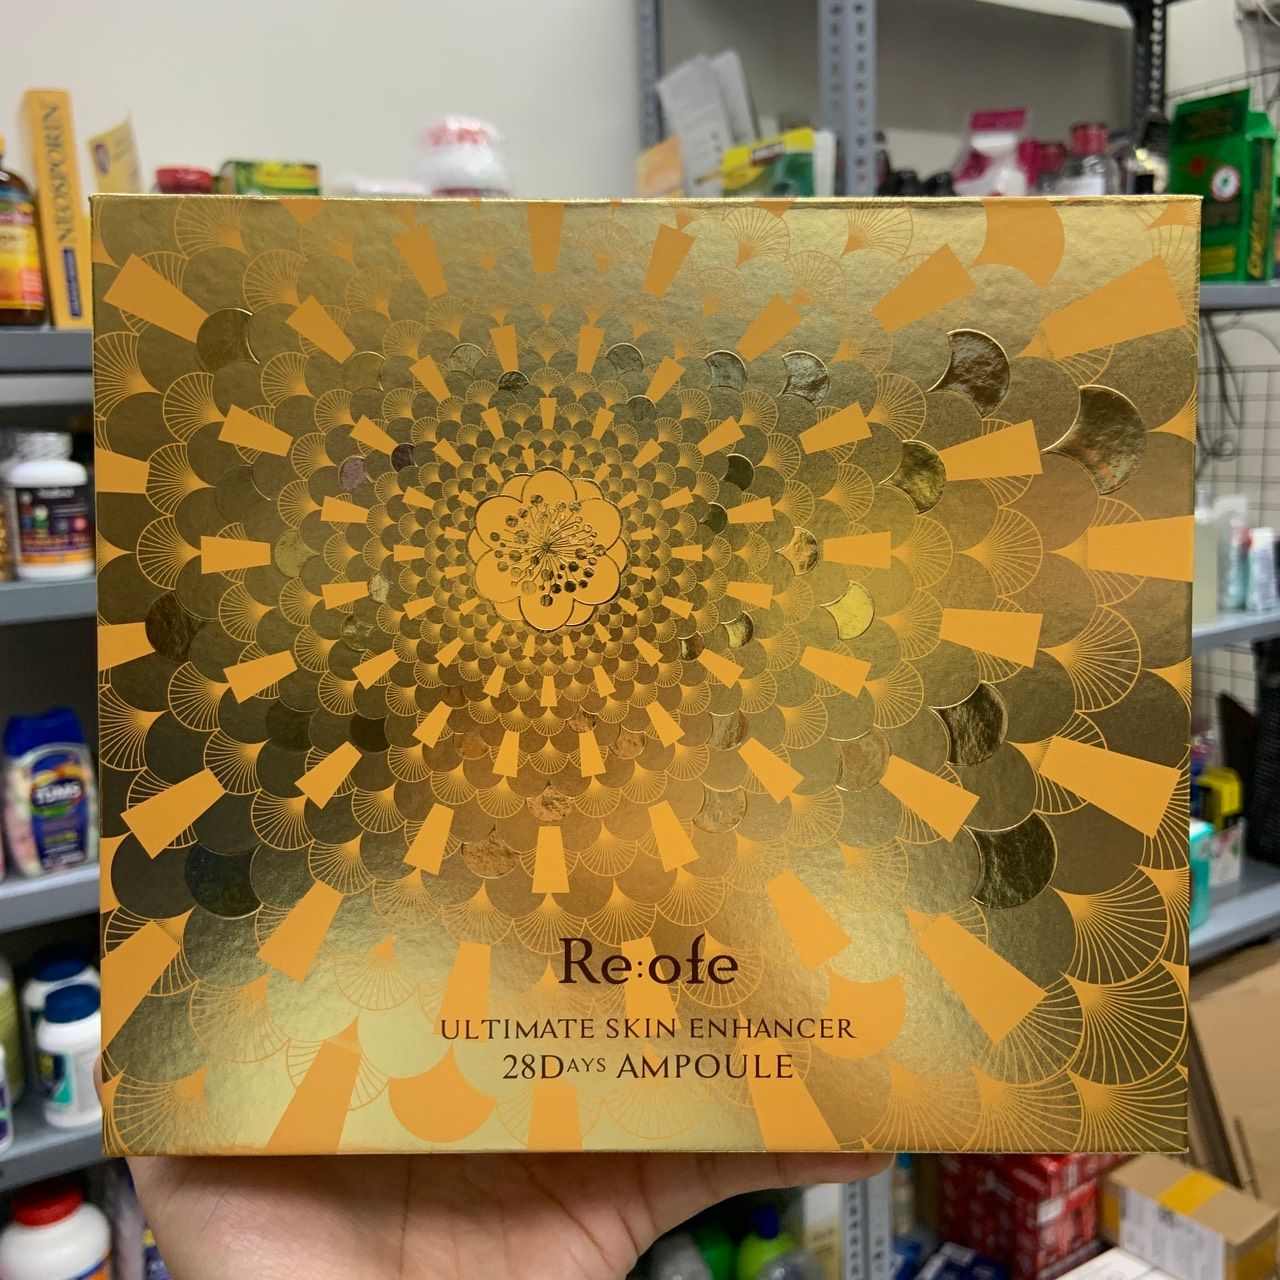 NEOSPORIN
TUMS
Re:ofe
ULTIMATE SKIN ENHANCER
28DAYS AMPOULE